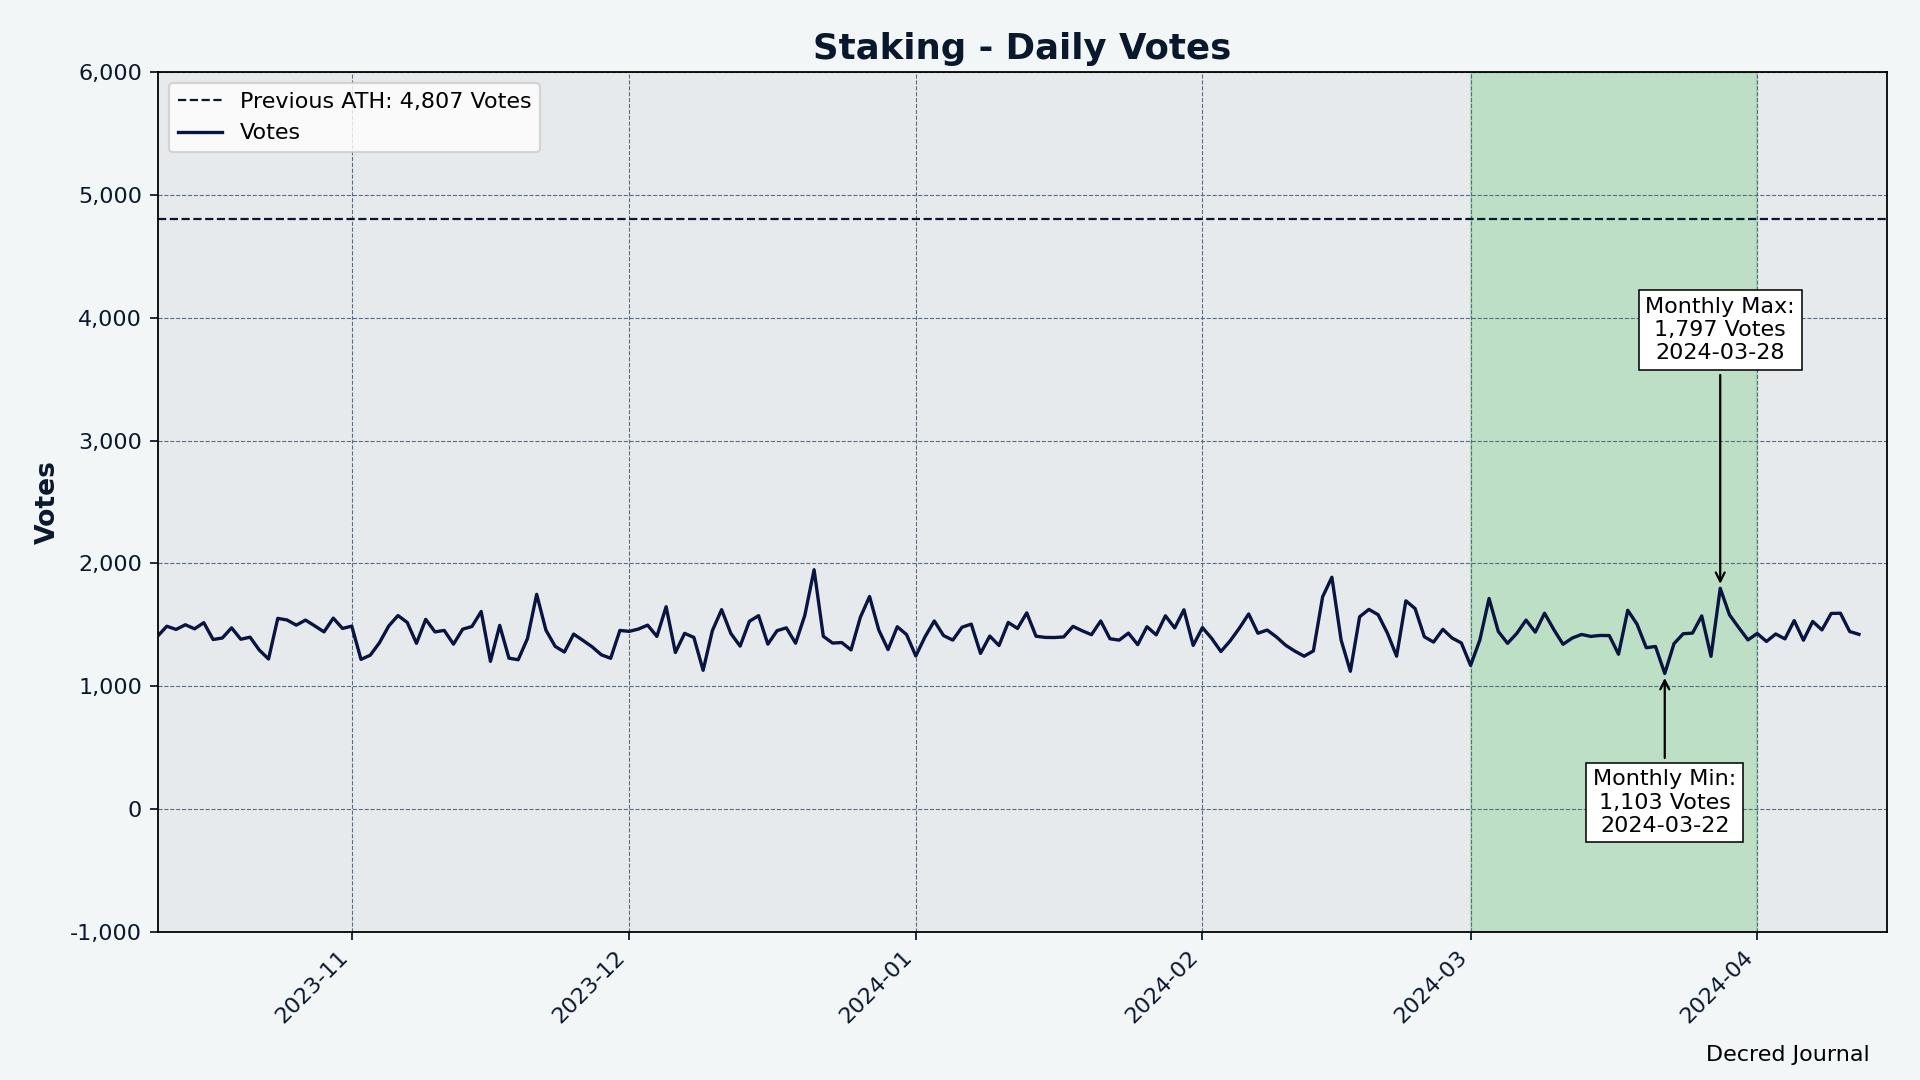 Staking - Daily Votes
Previous ATH: 4,807 Votes
Votes
6,000
5,000
4,000
3,000
2,000
1,000
0
-1,000
Votes
Monthly Max:
1,797 Votes
2024-03-28
Monthly Min:
1,103 Votes
2024-03-22
2023-11
2023-12
2024-01
2024-02
2024-03
2024-04
Decred Journal